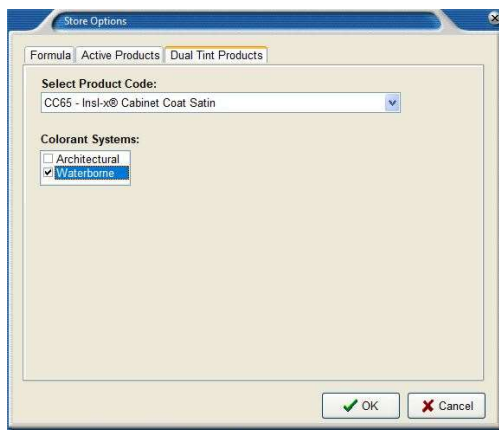 Store Options
Formula Active Products Dual Tint Products
Select Product Code:
CC65 - Insl-x® Cabinet Coat Satin
Colorant Systems:
Architectural
Waterborne
OK Cancel